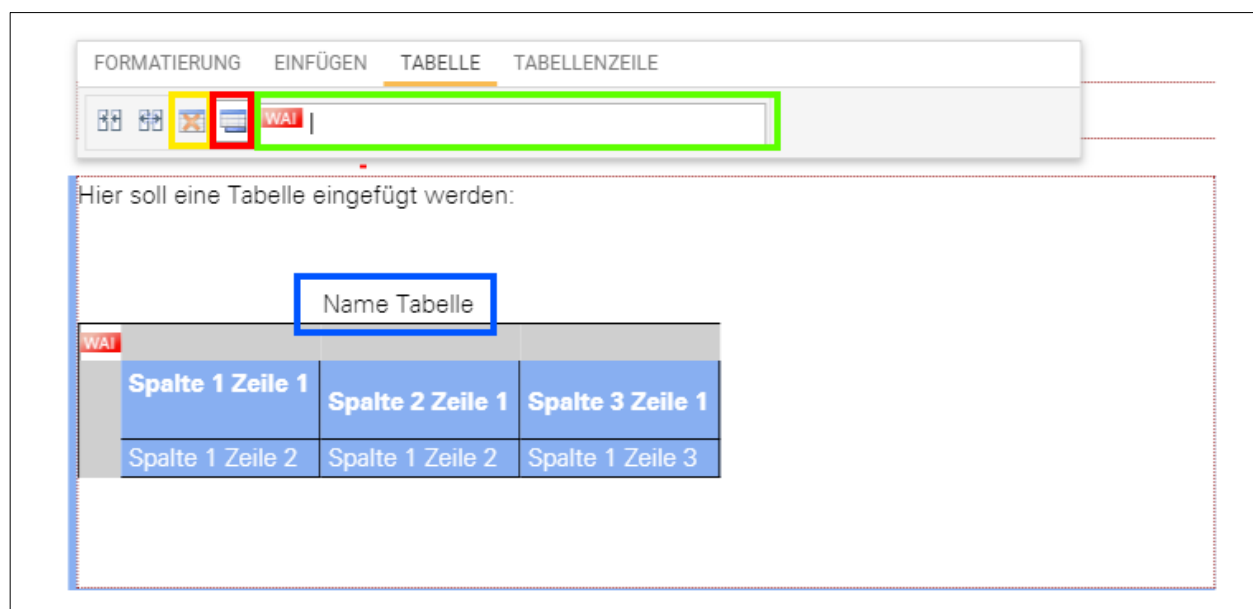 FORMATIERUNG EINFÜGEN TABELLE TABELLENZEILE
WAI
Hier soll eine Tabelle eingefügt werden:
Name Tabelle
WAI
Spalte 1 Zeile 1 Spalte 2 Zeile 1 Spalte 3 Zeile 1
Spalte 1 Zeile 2 Spalte 1 Zeile 2 Spalte 1 Zeile 3